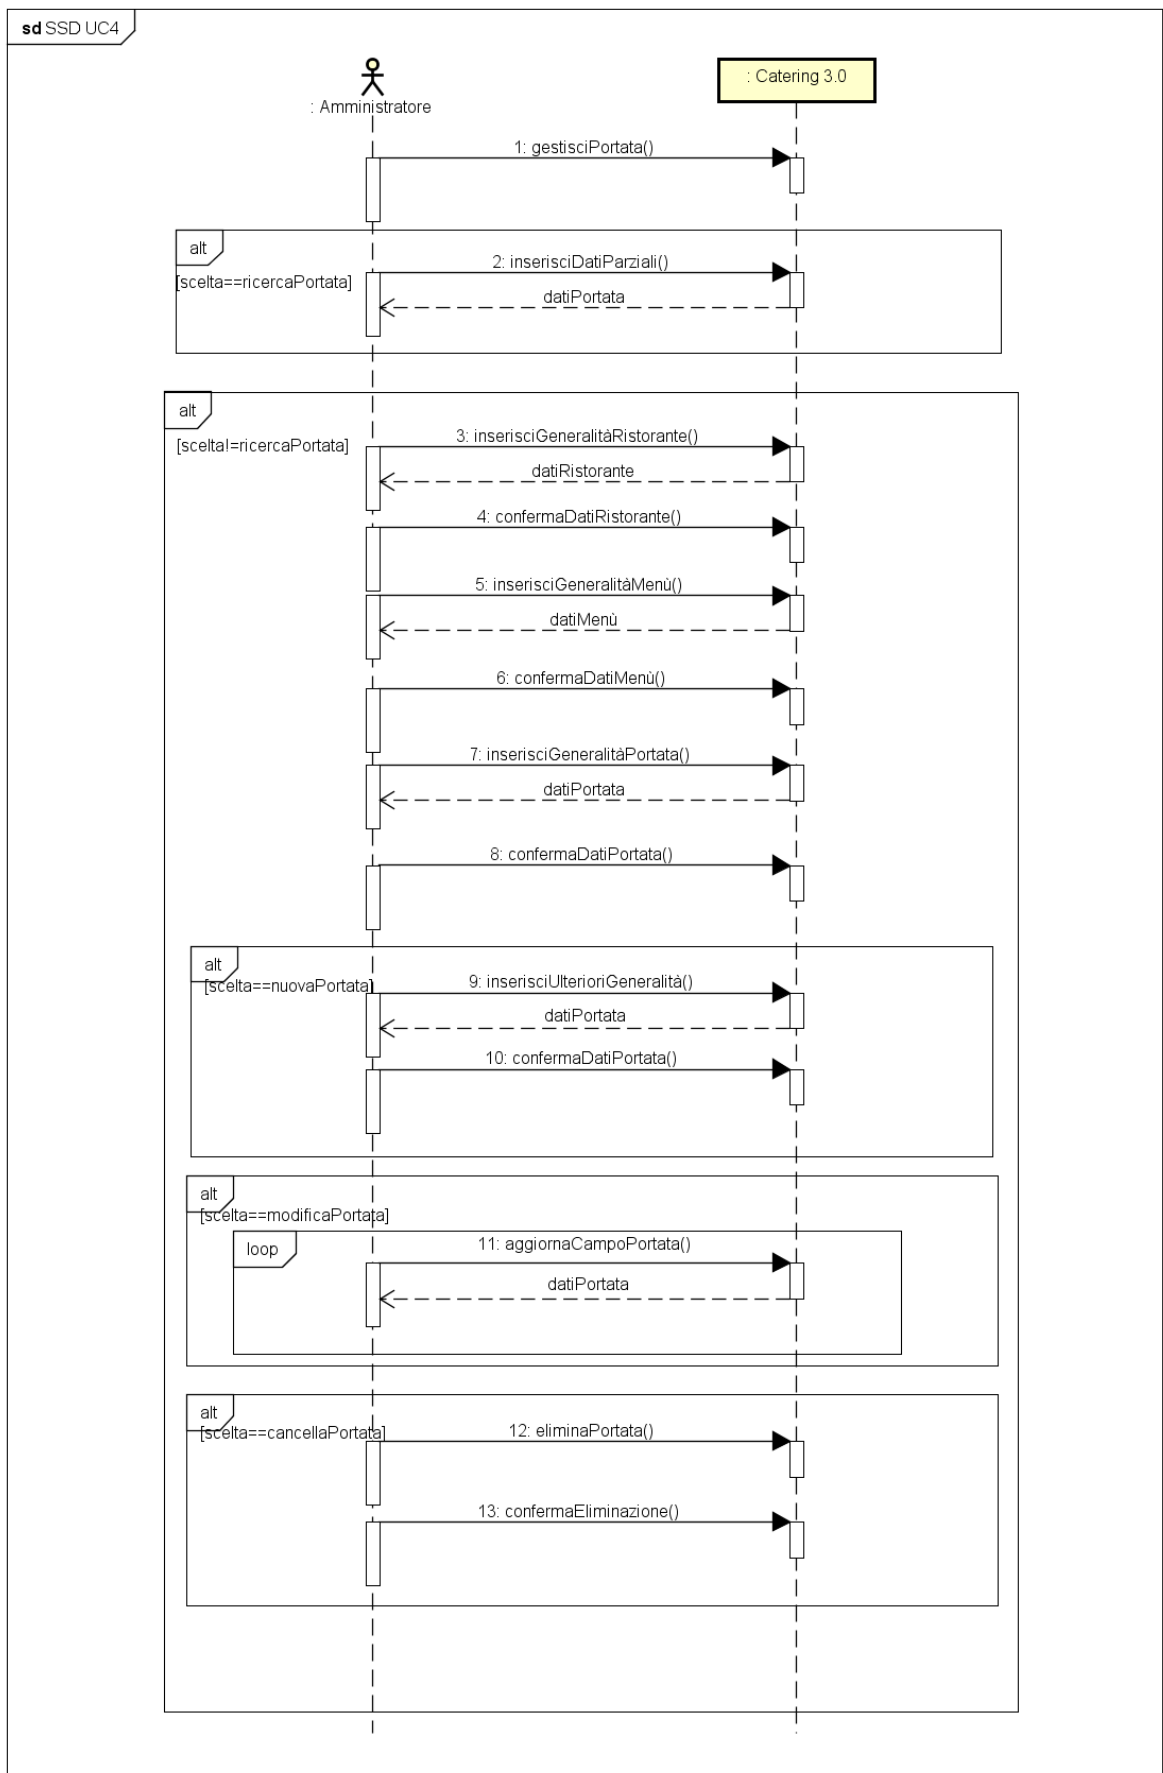 sd SSD UC4
: Amministratore
: Catering 3.0
1: gestisciPortata()
alt
[scelta==ricercaPortata]
2: inserisciDatiParziali()
datiPortata
alt
[scelta!=ricercaPortata]
3: inserisciGeneralitàRistorante()
datiRistorante
4: confermaDatiRistorante()
5: inserisciGeneralitàMenù()
datiMenù
6: confermaDatiMenù()
7: inserisciGeneralitàPortata()
datiPortata
8: confermaDatiPortata()
alt
[scelta==nuovaPortata]
9: inserisciUlterioriGeneralità()
datiPortata
10: confermaDatiPortata()
alt
[scelta==modificaPortata]
loop
11: aggiornaCampoPortata()
datiPortata
alt
[scelta==cancellaPortata]
12: eliminaPortata()
13: confermaEliminazione()